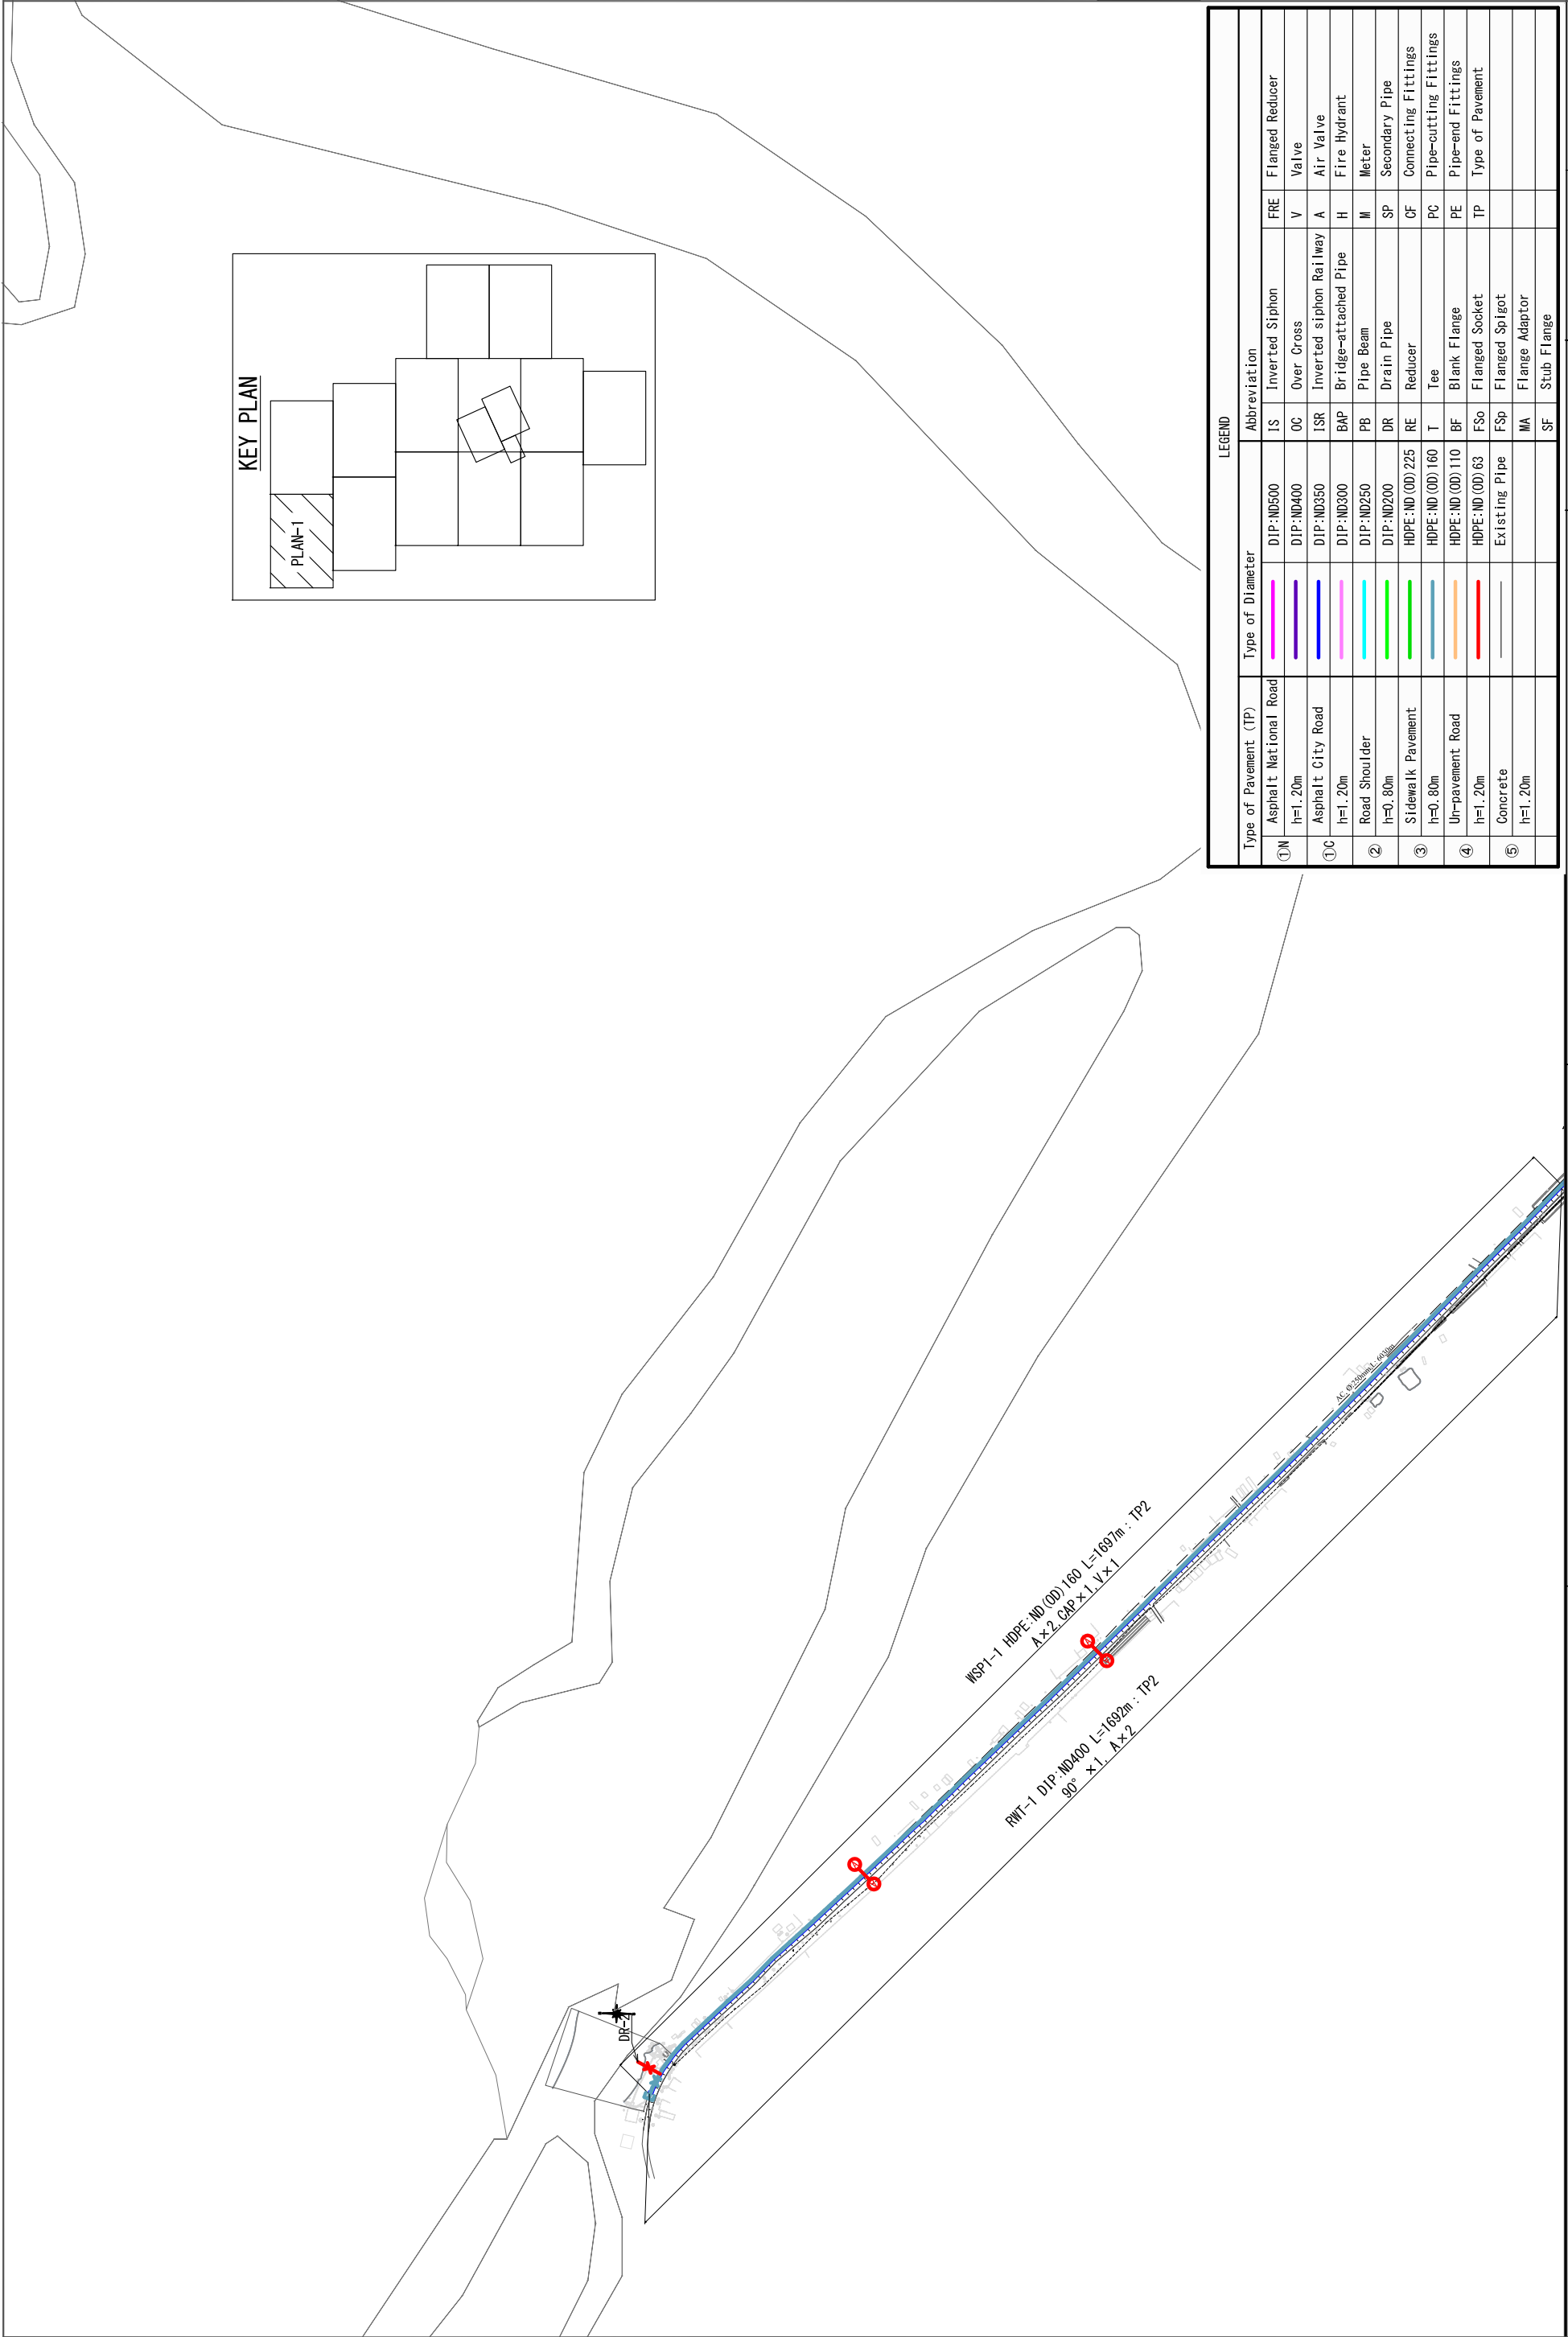 KEY PLAN
PLAN-1
WSP1-1 HDPE:ND(OD)160 L=1697m : TP2
A×2, CAP×1, V×1
RWT-1 DIP:ND400 L=1692m : TP2
90° ×1, A×2
DR-2
LEGEND
Type of Pavement (TP) Type of Diameter Abbreviation
①N Asphalt National Road DIP:ND500 IS Inverted Siphon FRE Flanged Reducer
h=1.20m DIP:ND400 OC Over Cross V Valve
①C Asphalt City Road DIP:ND350 ISR Inverted siphon Railway A Air Valve
h=1.20m DIP:ND300 BAP Bridge-attached Pipe H Fire Hydrant
② Road Shoulder DIP:ND250 PB Pipe Beam M Meter
h=0.80m DIP:ND200 DR Drain Pipe SP Secondary Pipe
③ Sidewalk Pavement HDPE:ND(OD)225 RE Reducer CF Connecting Fittings
h=0.80m HDPE:ND(OD)160 T Tee PC Pipe-cutting Fittings
④ Un-pavement Road HDPE:ND(OD)110 BF Blank Flange PE Pipe-end Fittings
h=1.20m HDPE:ND(OD)63 FSo Flanged Socket TP Type of Pavement
⑤ Concrete Existing Pipe FSp Flanged Spigot
h=1.20m MA Flange Adaptor
SF Stub Flange